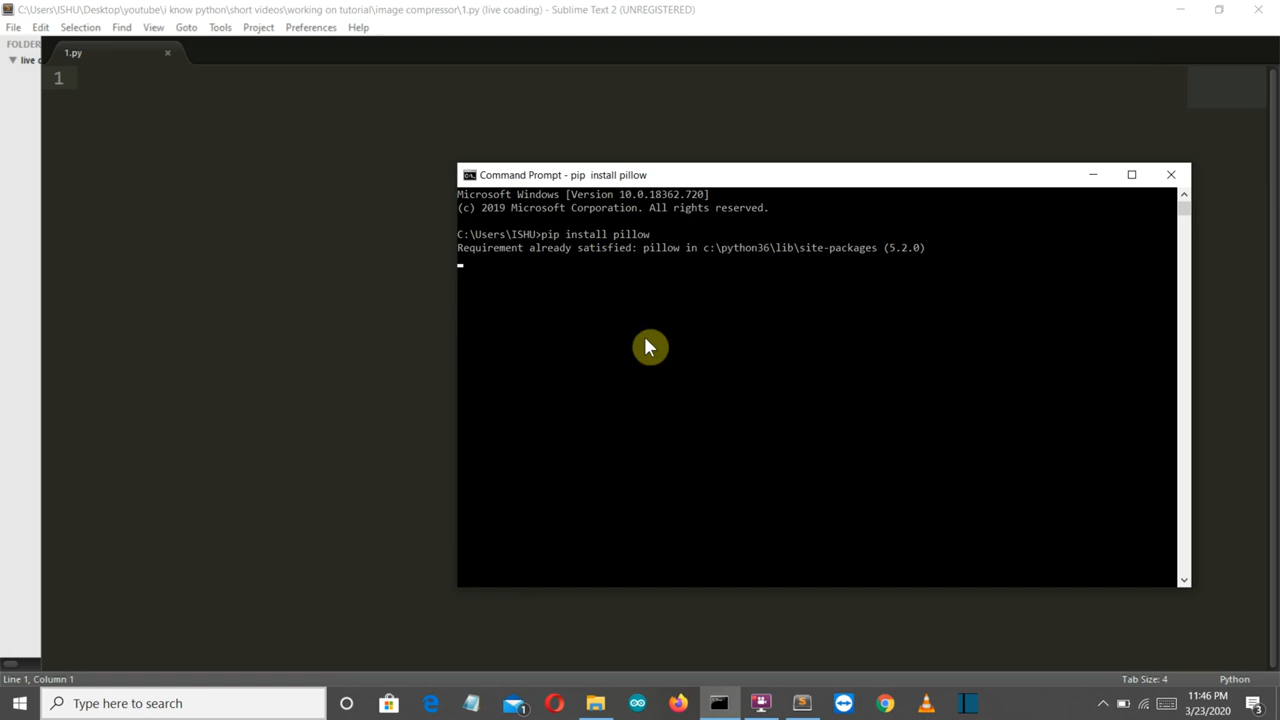 C:\Users\ISHU\Desktop\youtube\i know python\short videos\working on tutorial\image compressor\1.py (live coading) - Sublime Text 2 (UNREGISTERED)
File Edit Selection Find View Goto Tools Project Preferences Help
FOLDER
1.py
live c
1
Command Prompt - pip install pillow
Microsoft Windows [Version 10.0.18362.720]
(c) 2019 Microsoft Corporation. All rights reserved.
C:\Users\ISHU>pip install pillow
Requirement already satisfied: pillow in c:\python36\lib\site-packages (5.2.0)
Line 1, Column 1
Tab Size: 4
Python
Type here to search
1
11:46 PM
3/23/2020
3